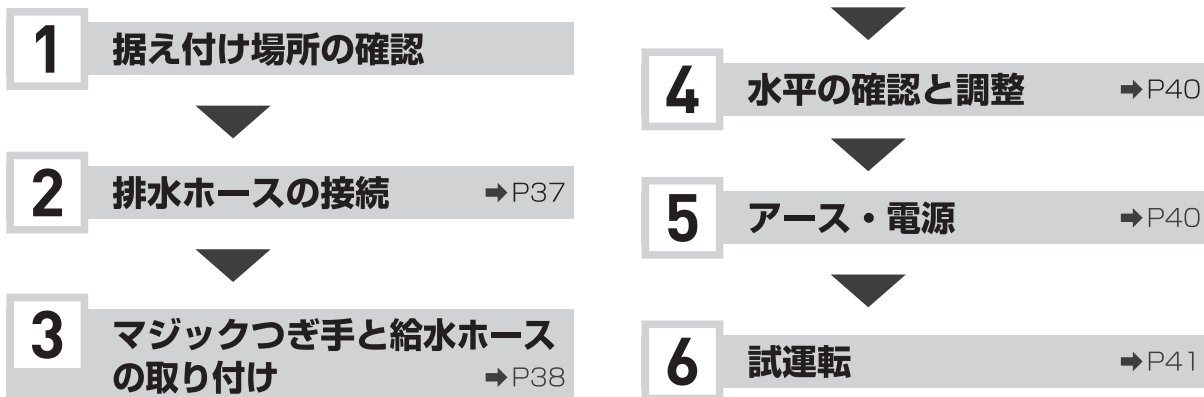 1 据え付け場所の確認
2 排水ホースの接続 ➡P37
3 マジックつぎ手と給水ホース
の取り付け ➡P38
4 水平の確認と調整 ➡P40
5 アース・電源 ➡P40
6 試運転 ➡P41